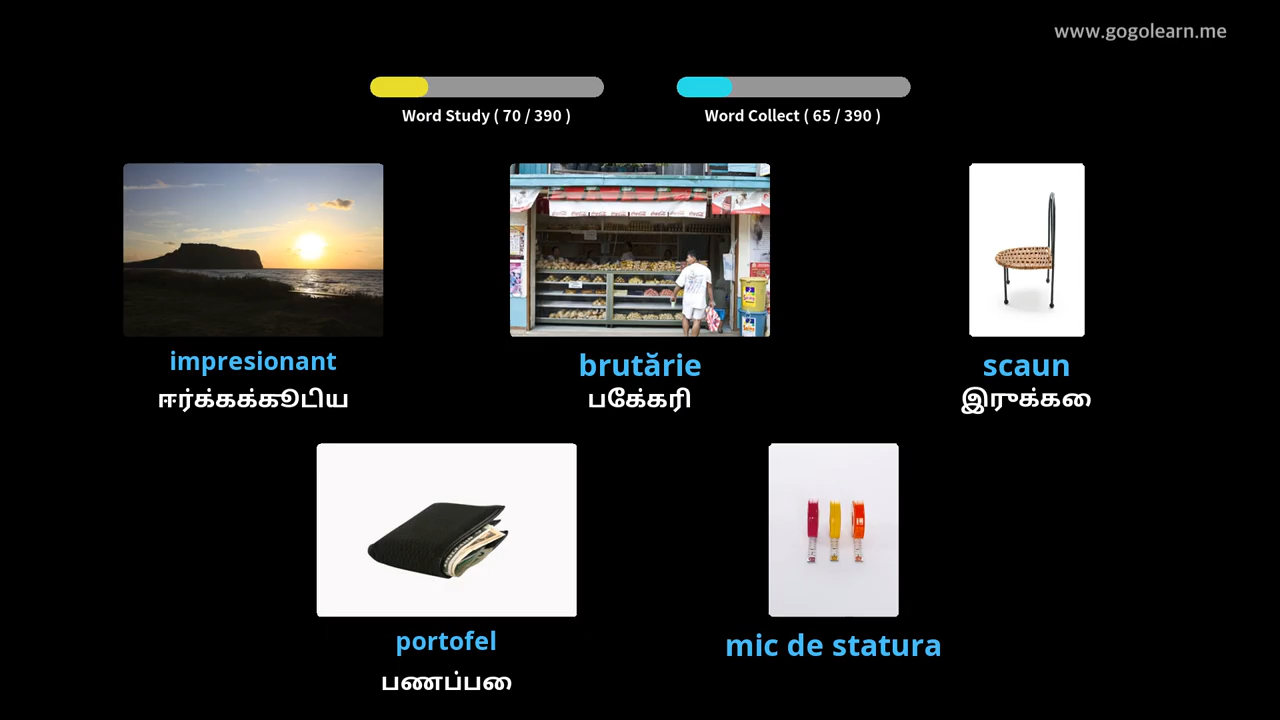 www.gogolearn.me
Word Study ( 70 / 390 )
Word Collect ( 65 / 390 )
impresionant
ஈர்க்கக்கூடிய
brutărie
பேக்கரி
scaun
இருக்கை
portofel
பணப்பை
mic de statura